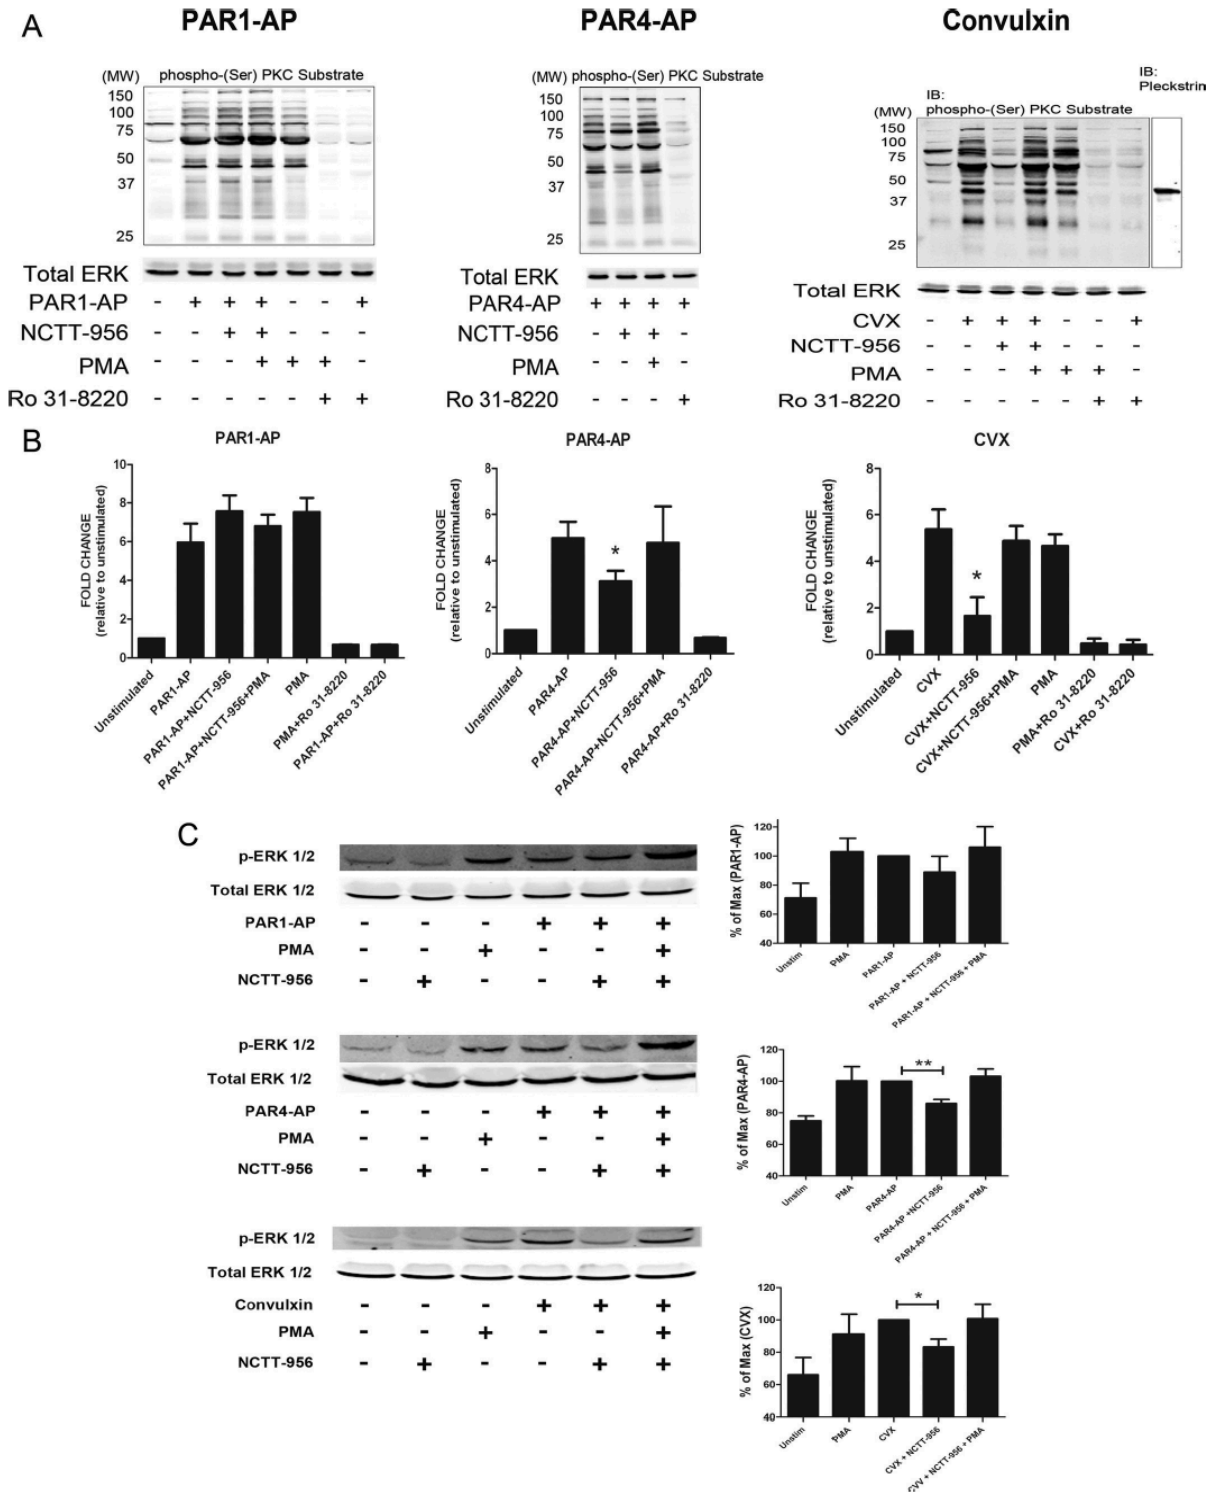 A
PAR1-AP
PAR4-AP
Convulxin
(MW) phospho-(Ser) PKC Substrate
150
100
75
50
37
25
Total ERK
PAR1-AP - + + + - - +
NCTT-956 - - + + - - -
PMA - - - + + + -
Ro 31-8220 - - - - - + +
phospho-(Ser) PKC Substrate
(MW)
150
100
75
50
37
25
Total ERK
PAR4-AP + + + +
NCTT-956 - + + -
PMA - - + -
Ro 31-8220 - - - +
IB:
Pleckstrin
IB:
(MW) phospho-(Ser) PKC Substrate
150
100
75
50
37
25
Total ERK
CVX - + + + - - +
NCTT-956 - - + + - - -
PMA - - - + + + -
Ro 31-8220 - - - - - + +
B
PAR1-AP
FOLD CHANGE
(relative to unstimulated)
10
8
6
4
2
0
Unstimulated
PAR1-AP
PAR1-AP+NCTT-956
PAR1-AP+NCTT-956+PMA
PMA
PMA+Ro 31-8220
PAR1-AP+Ro 31-8220
PAR4-AP
FOLD CHANGE
(relative to unstimulated)
8
6
4
2
0
*
Unstimulated
PAR4-AP
PAR4-AP+NCTT-956
PAR4-AP+NCTT-956+PMA
PAR4-AP+Ro 31-8220
CVX
FOLD CHANGE
(relative to unstimulated)
8
6
4
2
0
*
Unstimulated
CVX
CVX+NCTT-956
CVX+NCTT-956+PMA
PMA
PMA+Ro 31-8220
CVX+Ro 31-8220
C
p-ERK 1/2
Total ERK 1/2
PAR1-AP - - - + + +
PMA - - + - - +
NCTT-956 - + - - + +
% of Max (PAR1-AP)
120
100
80
60
40
Unstim
PMA
PAR1-AP
PAR1-AP + NCTT-956
PAR1-AP + NCTT-956 + PMA
p-ERK 1/2
Total ERK 1/2
PAR4-AP - - - + + +
PMA - - + - - +
NCTT-956 - + - - + +
% of Max (PAR4-AP)
120
100
80
60
40
**
Unstim
PMA
PAR4-AP
PAR4-AP +NCTT-956
PAR4-AP + NCTT-956 + PMA
p-ERK 1/2
Total ERK 1/2
Convulxin - - - + + +
PMA - - + - - +
NCTT-956 - + - - + +
% of Max (CVX)
120
100
80
60
40
*
Unstim
PMA
CVX
CVX + NCTT-956
CVV + NCTT-956 + PMA